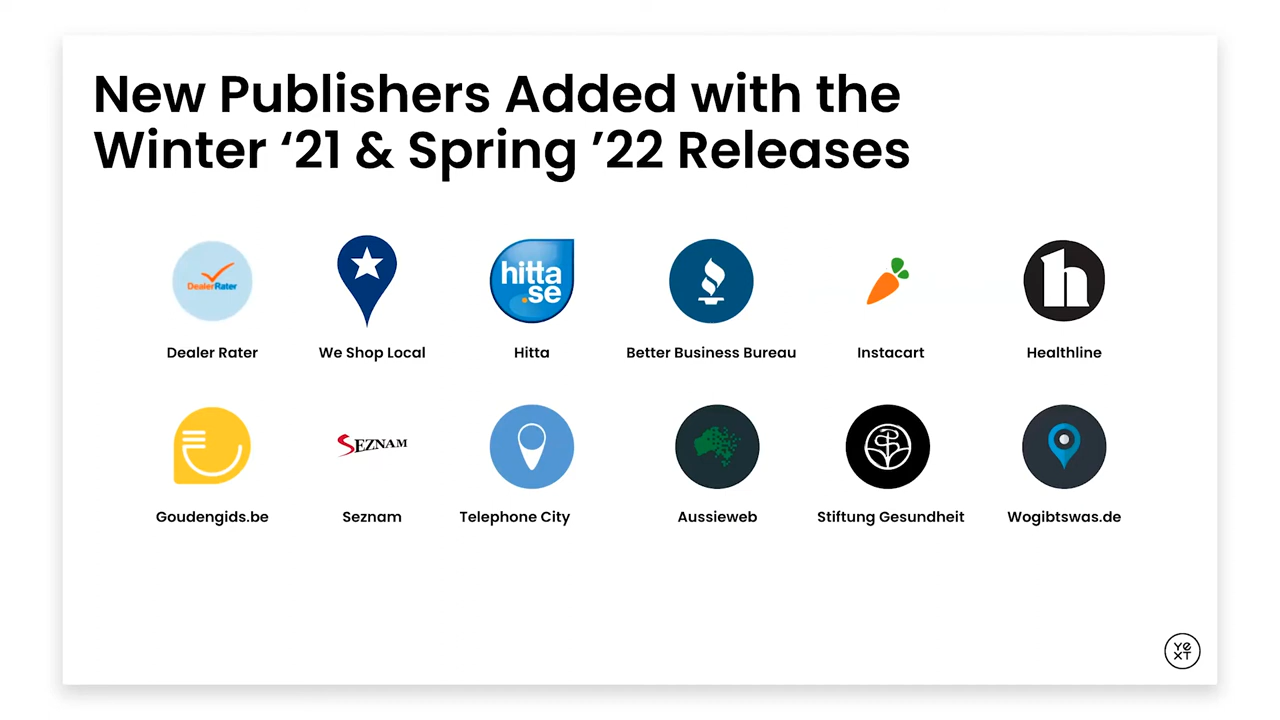 New Publishers Added with the
Winter ‘21 & Spring ’22 Releases
DealerRater
hitta
.se
h
Dealer Rater
We Shop Local
Hitta
Better Business Bureau
Instacart
Healthline
SEZNAM
Goudengids.be
Seznam
Telephone City
Aussieweb
Stiftung Gesundheit
Wogibtswas.de
yext